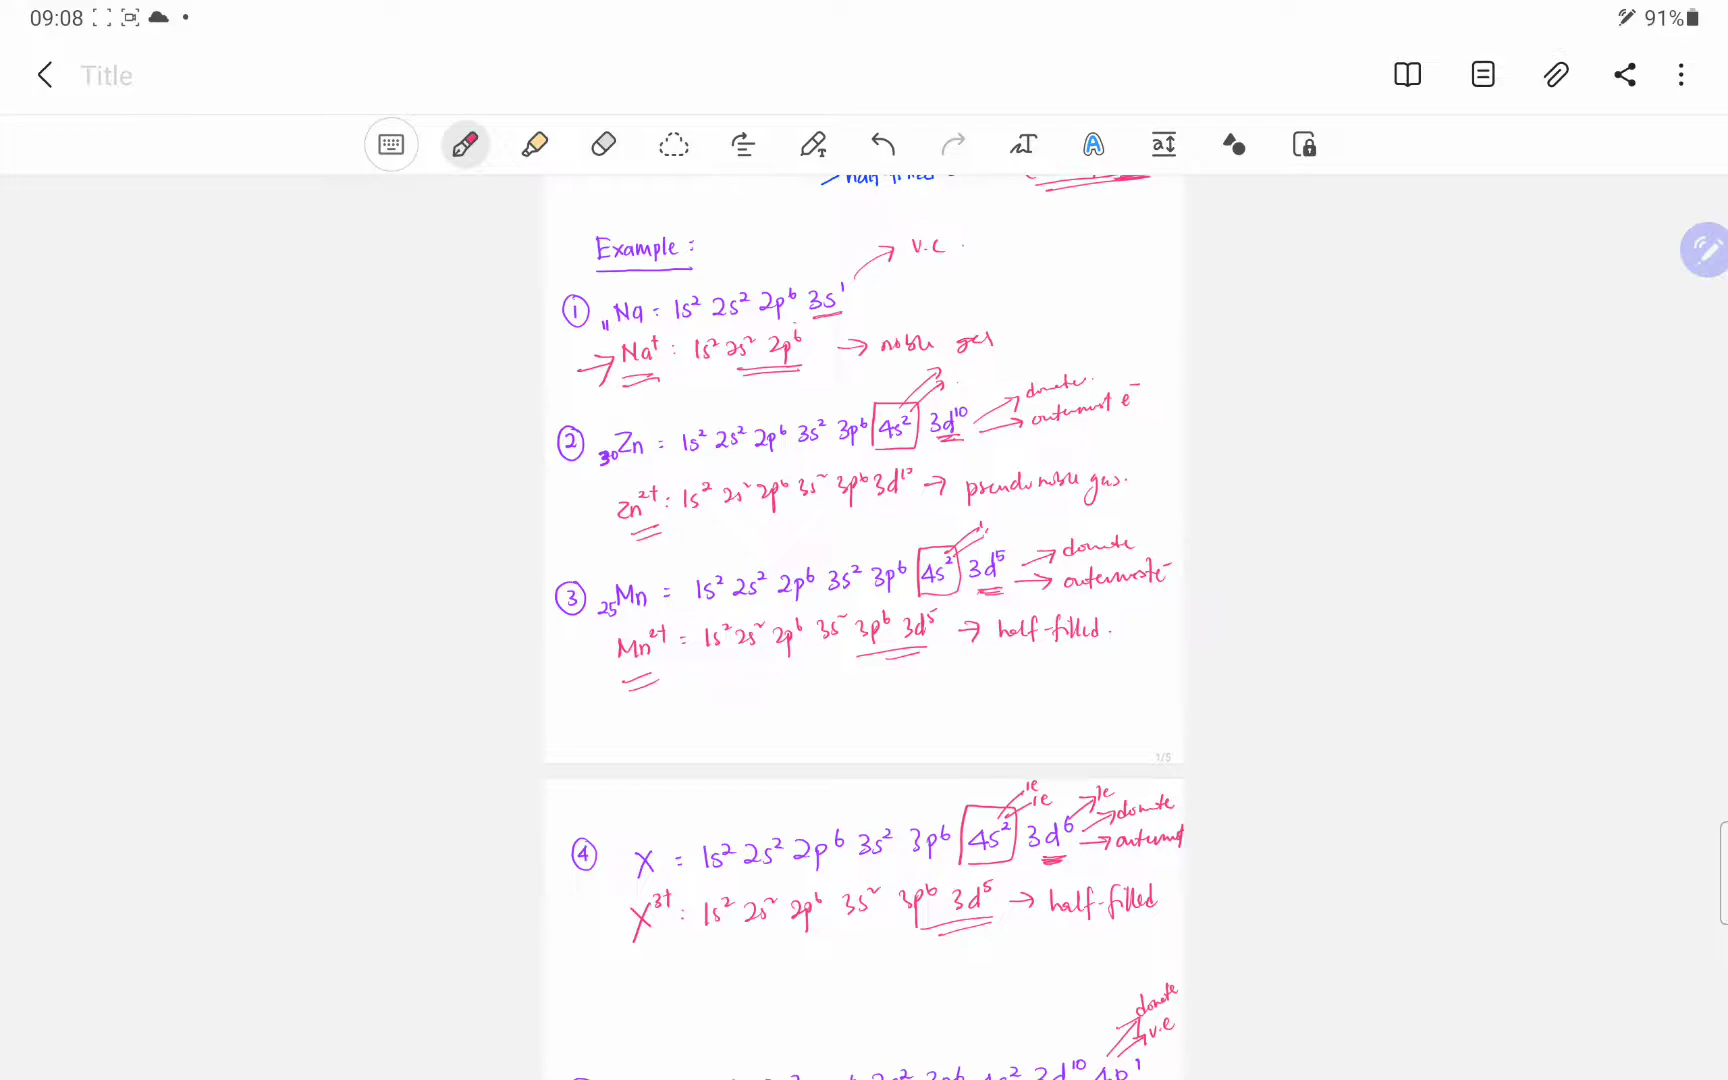 09:08
91%
Title
Example :
→ v.e
① ₁₁Na = 1s² 2s² 2p⁶ 3s¹
→ Na⁺ : 1s² 2s² 2p⁶ → noble gas
② ₃₀Zn = 1s² 2s² 2p⁶ 3s² 3p⁶ 4s² 3d¹⁰ → donate
→ outermost e⁻
Zn²⁺ : 1s² 2s² 2p⁶ 3s² 3p⁶ 3d¹⁰ → pseudo noble gas.
③ ₂₅Mn = 1s² 2s² 2p⁶ 3s² 3p⁶ 4s² 3d⁵ → donate
→ outermost e⁻
Mn²⁺ = 1s² 2s² 2p⁶ 3s² 3p⁶ 3d⁵ → half-filled.
1/5
1e
1e
1e
④ X = 1s² 2s² 2p⁶ 3s² 3p⁶ 4s² 3d⁶ → donate
→ outermost
X³⁺ : 1s² 2s² 2p⁶ 3s² 3p⁶ 3d⁵ → half-filled
donate
v.e
4s² 3d¹⁰ 4p¹